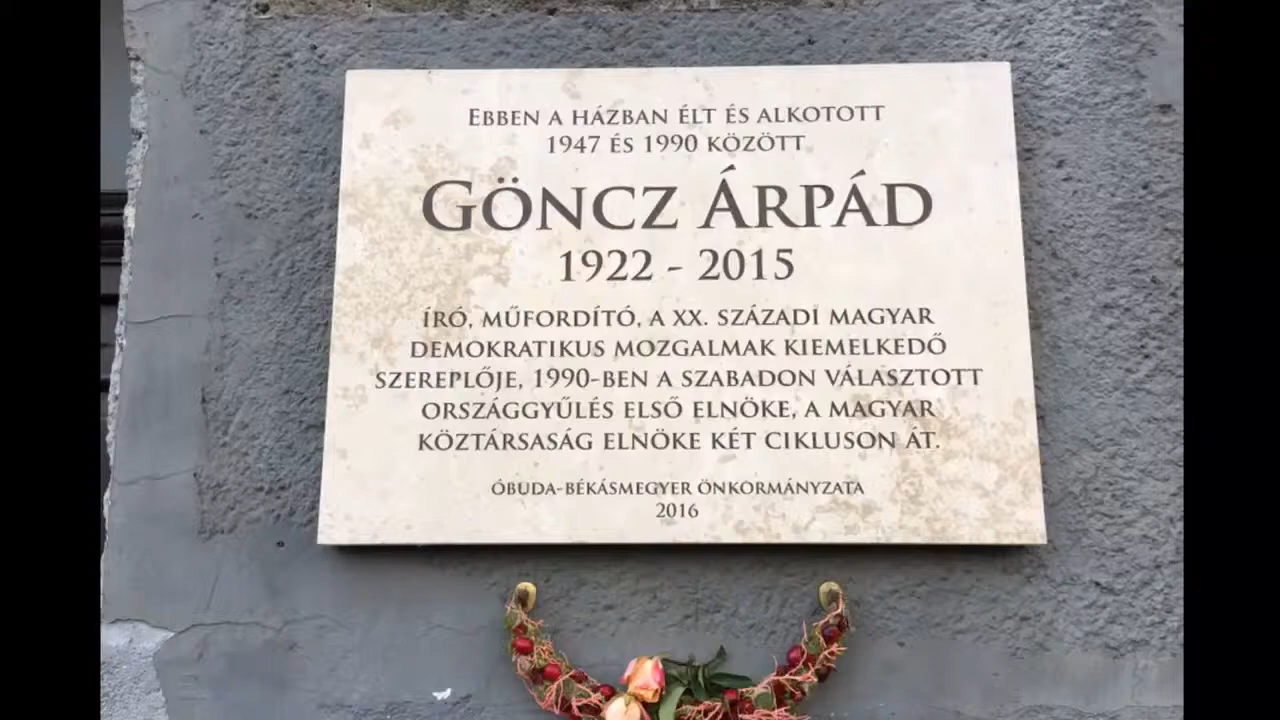 EBBEN A HÁZBAN ÉLT ÉS ALKOTOTT
1947 ÉS 1990 KÖZÖTT
GÖNCZ ÁRPÁD
1922 - 2015
ÍRÓ, MŰFORDÍTÓ, A XX. SZÁZADI MAGYAR
DEMOKRATIKUS MOZGALMAK KIEMELKEDŐ
SZEREPLŐJE, 1990-BEN A SZABADON VÁLASZTOTT
ORSZÁGGYŰLÉS ELSŐ ELNÖKE, A MAGYAR
KÖZTÁRSASÁG ELNÖKE KÉT CIKLUSON ÁT.
ÓBUDA-BÉKÁSMEGYER ÖNKORMÁNYZATA
2016